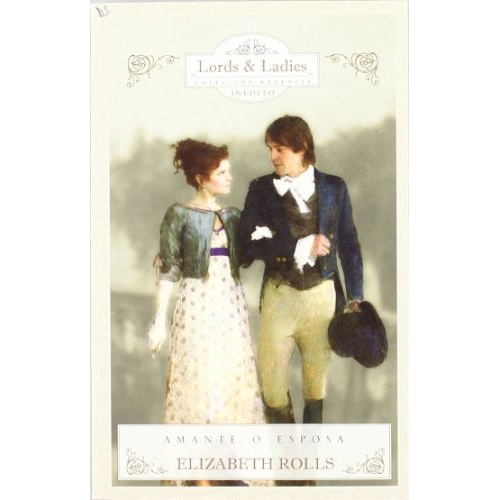 H
Lords & Ladies
COLECCIÓN REGENCIA
INÉDITO
AMANTE O ESPOSA
ELIZABETH ROLLS